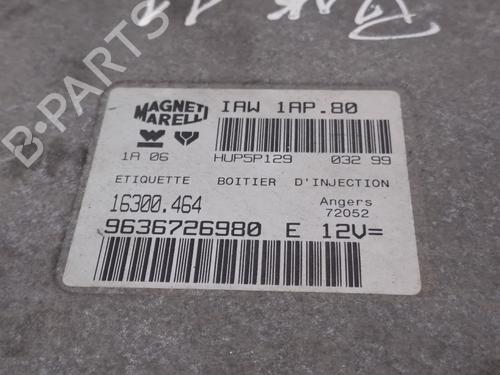 MAGNETI
MARELLI
IAW 1AP.80
1A 06
HUP5P129
032 99
ETIQUETTE BOITIER D'INJECTION
16300.464
Angers
72052
9636726980 E 12V=
B-PARTS